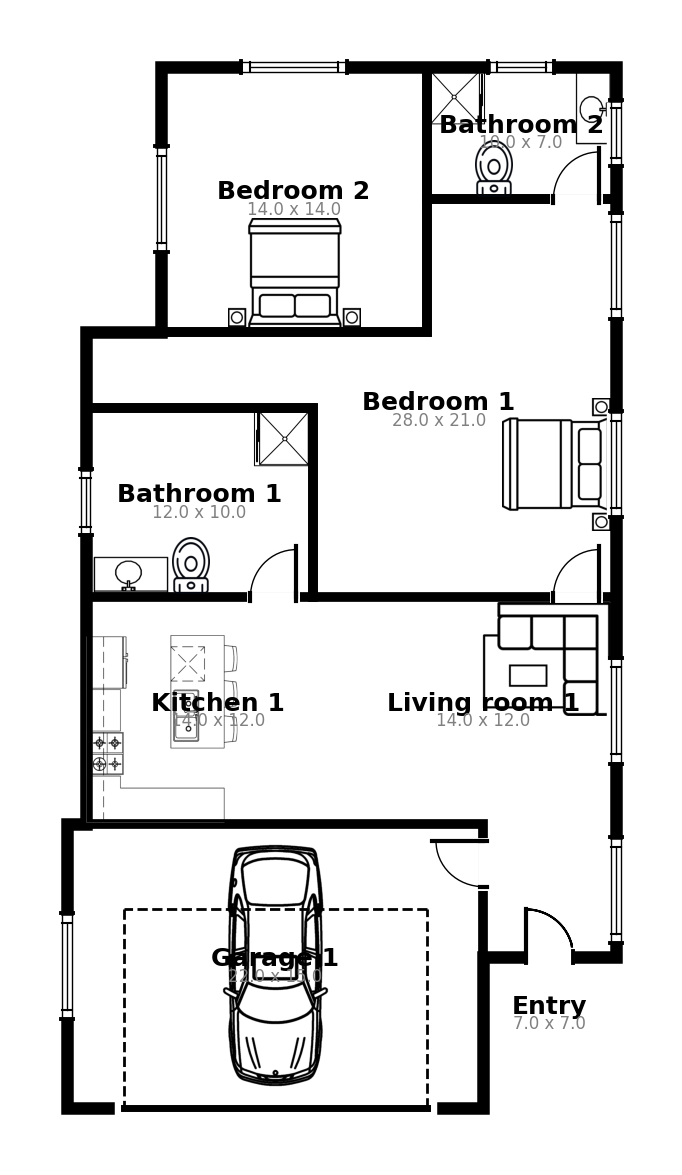 Bathroom 2
10.0 x 7.0
Bedroom 2
14.0 x 14.0
Bedroom 1
28.0 x 21.0
Bathroom 1
12.0 x 10.0
Kitchen 1
14.0 x 12.0
Living room 1
14.0 x 12.0
Garage 1
22.0 x 15.0
Entry
7.0 x 7.0